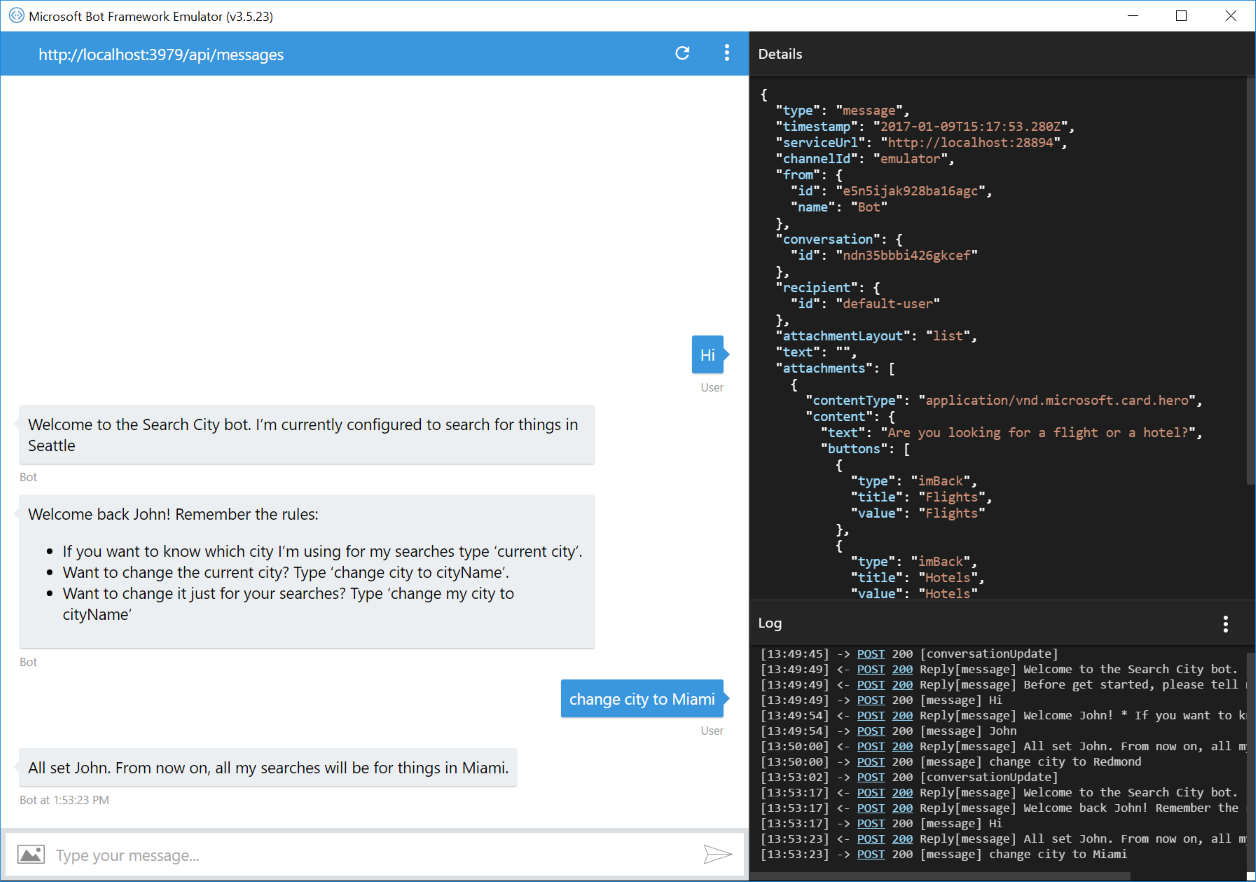 Microsoft Bot Framework Emulator (v3.5.23)
http://localhost:3979/api/messages
Hi
User
Welcome to the Search City bot. I’m currently configured to search for things in
Seattle
Bot
Welcome back John! Remember the rules:
• If you want to know which city I’m using for my searches type ‘current city’.
• Want to change the current city? Type ‘change city to cityName’.
• Want to change it just for your searches? Type ‘change my city to
cityName’
Bot
change city to Miami
User
All set John. From now on, all my searches will be for things in Miami.
Bot at 1:53:23 PM
Type your message...
Details
{
"type": "message",
"timestamp": "2017-01-09T15:17:53.280Z",
"serviceUrl": "http://localhost:28894",
"channelId": "emulator",
"from": {
"id": "e5n5ijak928ba16agc",
"name": "Bot"
},
"conversation": {
"id": "ndn35bbbi426gkcef"
},
"recipient": {
"id": "default-user"
},
"attachmentLayout": "list",
"text": "",
"attachments": [
{
"contentType": "application/vnd.microsoft.card.hero",
"content": {
"text": "Are you looking for a flight or a hotel?",
"buttons": [
{
"type": "imBack",
"title": "Flights",
"value": "Flights"
},
{
"type": "imBack",
"title": "Hotels",
"value": "Hotels"
Log
[13:49:45] -> POST 200 [conversationUpdate]
[13:49:49] <- POST 200 Reply[message] Welcome to the Search City bot.
[13:49:49] <- POST 200 Reply[message] Before get started, please tell
[13:49:49] -> POST 200 [message] Hi
[13:49:54] <- POST 200 Reply[message] Welcome John! * If you want to
[13:49:54] -> POST 200 [message] John
[13:50:00] <- POST 200 Reply[message] All set John. From now on, all
[13:50:00] -> POST 200 [message] change city to Redmond
[13:53:02] -> POST 200 [conversationUpdate]
[13:53:17] <- POST 200 Reply[message] Welcome to the Search City bot.
[13:53:17] <- POST 200 Reply[message] Welcome back John! Remember the
[13:53:17] -> POST 200 [message] Hi
[13:53:23] <- POST 200 Reply[message] All set John. From now on, all
[13:53:23] -> POST 200 [message] change city to Miami